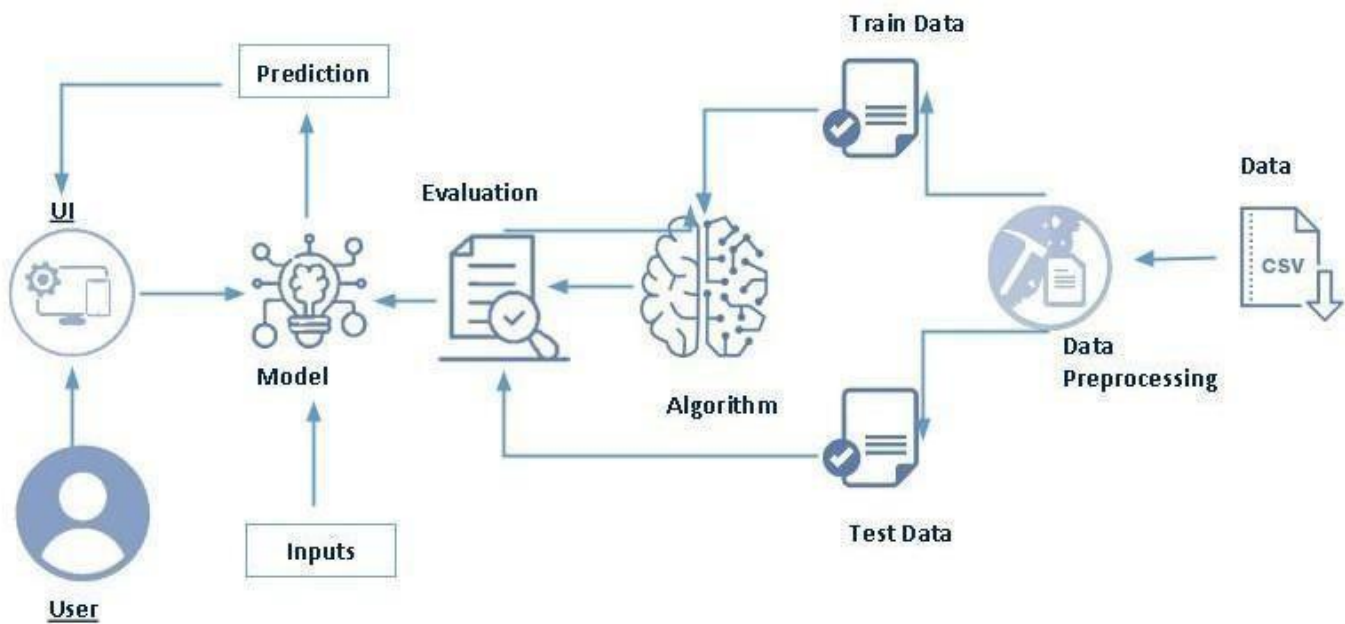 Train Data
Prediction
Data
Evaluation
UI
CSV
Data
Preprocessing
Model
Algorithm
Test Data
Inputs
User